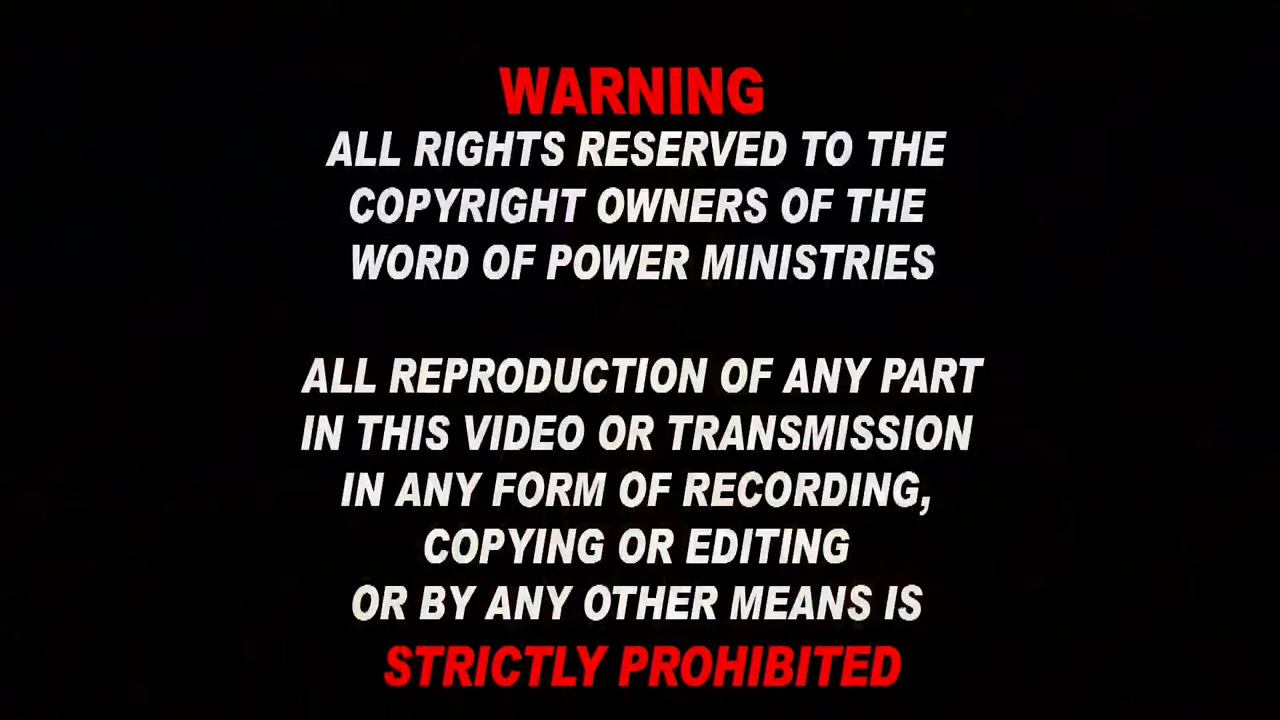 WARNING
ALL RIGHTS RESERVED TO THE
COPYRIGHT OWNERS OF THE
WORD OF POWER MINISTRIES
ALL REPRODUCTION OF ANY PART
IN THIS VIDEO OR TRANSMISSION
IN ANY FORM OF RECORDING,
COPYING OR EDITING
OR BY ANY OTHER MEANS IS
STRICTLY PROHIBITED